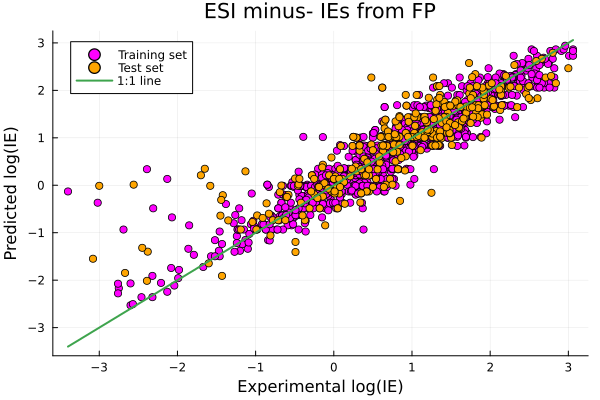 ESI minus- IEs from FP
Training set
Test set
1:1 line
Predicted log(IE)
3
2
1
0
−1
−2
−3
−3 −2 −1 0 1 2 3
Experimental log(IE)